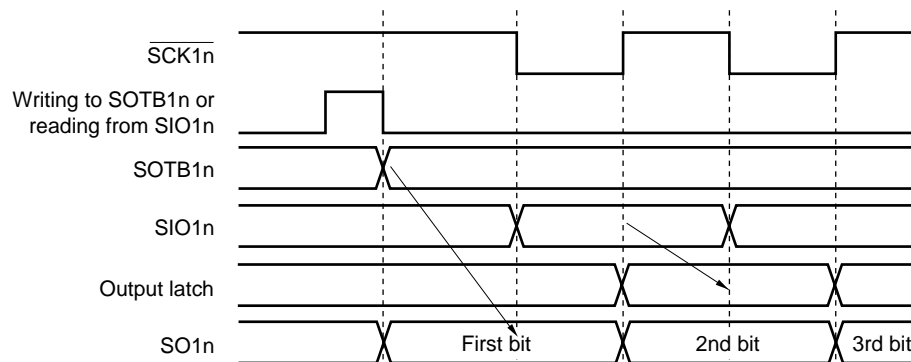 SCK1n
Writing to SOTB1n or
reading from SIO1n
SOTB1n
SIO1n
Output latch
SO1n
First bit
2nd bit
3rd bit